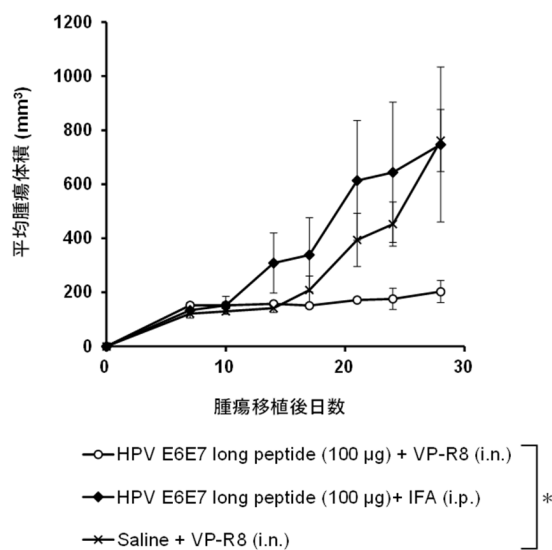 1200
1000
800
600
400
200
0
平均腫瘍体積 (mm³)
0 10 20 30
腫瘍移植後日数
HPV E6E7 long peptide (100 μg) + VP-R8 (i.n.)
HPV E6E7 long peptide (100 μg)+ IFA (i.p.)
*
Saline + VP-R8 (i.n.)